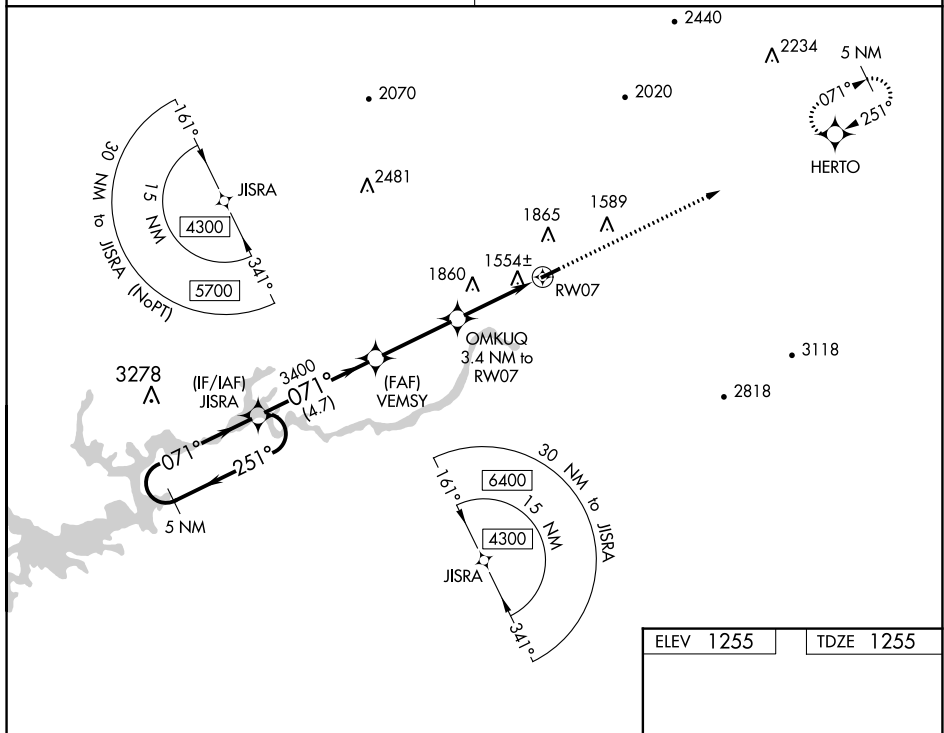 2440
2234
5 NM
2070
2020
071°
251°
HERTO
161°
JISRA
30 NM to JISRA (NoPT)
15 NM
4300
341°
5700
2481
1865
1589
1860
1554±
RW07
OMKUQ
3.4 NM to
RW07
3278
(IF/IAF)
JISRA
3400
071°
(4.7)
(FAF)
VEMSY
3118
2818
071°
251°
5 NM
30 NM to JISRA
161°
6400
15 NM
4300
JISRA
341°
ELEV 1255
TDZE 1255